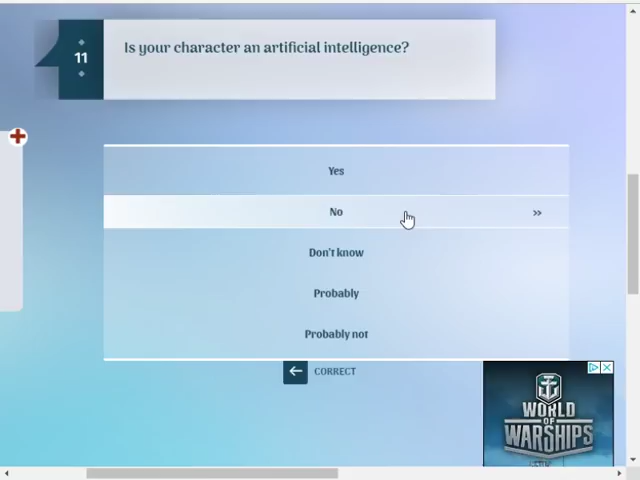 11
Is your character an artificial intelligence?
Yes
No
Don't know
Probably
Probably not
CORRECT
WORLD
OF
WARSHIPS